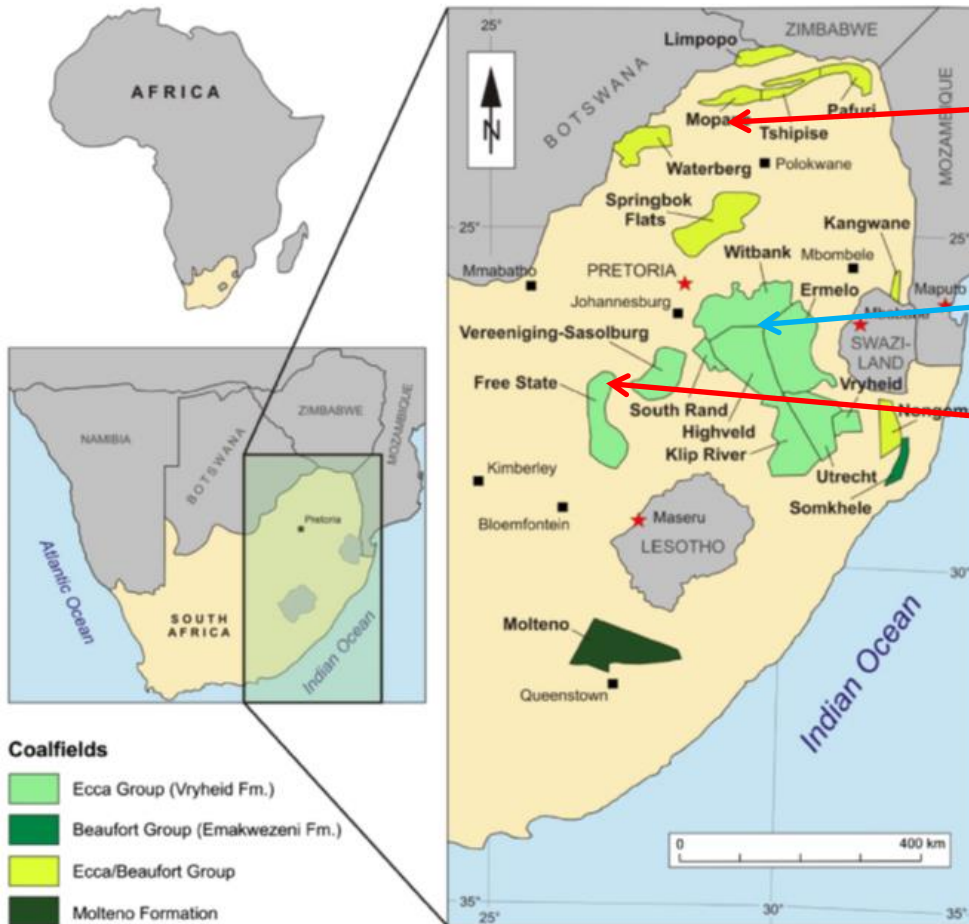 AFRICA
NAMIBIA
BOTSWANA
ZIMBABWE
MOZAMBIQUE
Pretoria
Atlantic Ocean
SOUTH
AFRICA
Indian Ocean
Coalfields
Ecca Group (Vryheid Fm.)
Beaufort Group (Emakwezeni Fm.)
Ecca/Beaufort Group
Molteno Formation
25°
30°
35°
N
ZIMBABWE
BOTSWANA
MOZAMBIQUE
Limpopo
Pafuri
Tshipise
Waterberg
Polokwane
Springbok
Flats
25°
25°
Kangwane
Witbank
Mbombele
Mmabatho
PRETORIA
Ermelo
Maputo
Johannesburg
Vereeniging-Sasolburg
SWAZI-
LAND
Free State
Vryheid
South Rand
Highveld
Klip River
Kimberley
Utrecht
Somkhele
Bloemfontein
Maseru
LESOTHO
30°
Molteno
Queenstown
Indian Ocean
0
400 km
35°
25°
30°
35°